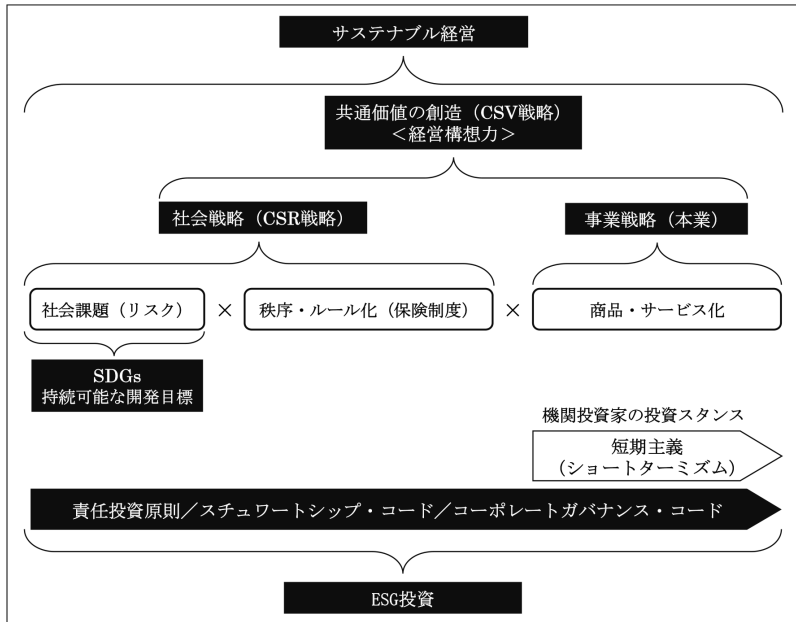 サステナブル経営
共通価値の創造（CSV戦略）
＜経営構想力＞
社会戦略（CSR戦略）
事業戦略（本業）
社会課題（リスク） × 秩序・ルール化（保険制度） × 商品・サービス化
SDGs
持続可能な開発目標
機関投資家の投資スタンス
短期主義
（ショートターミズム）
責任投資原則／スチュワートシップ・コード／コーポレートガバナンス・コード
ESG投資